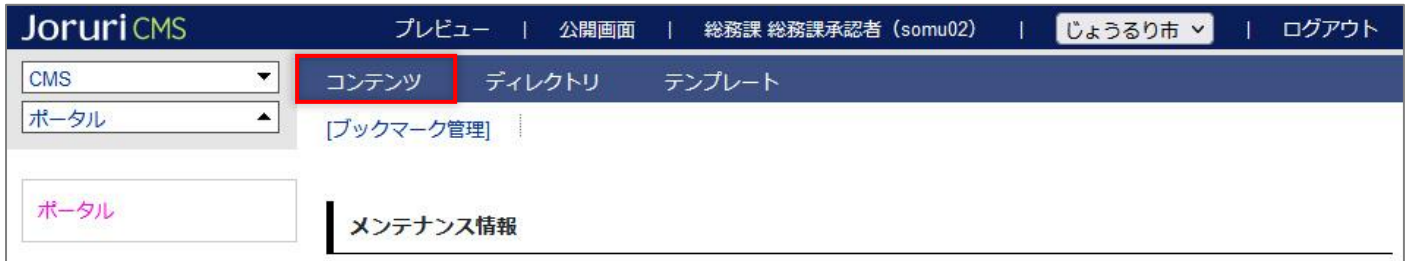 Joruri CMS プレビュー | 公開画面 | 総務課 総務課承認者（somu02） | じょうるり市 | ログアウト
CMS コンテンツ ディレクトリ テンプレート
ポータル [ブックマーク管理]
ポータル
メンテナンス情報